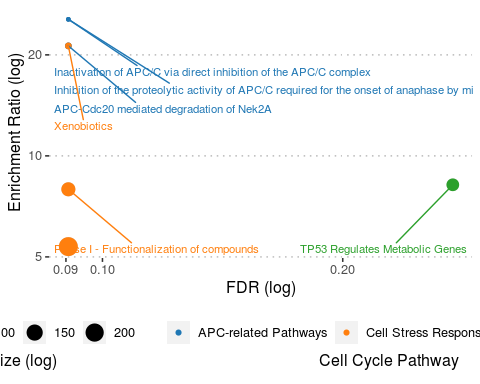 Enrichment Ratio (log)
20
10
5
Inactivation of APC/C via direct inhibition of the APC/C complex
Inhibition of the proteolytic activity of APC/C required for the onset of anaphase by mi
APC-Cdc20 mediated degradation of Nek2A
Xenobiotics
Phase I - Functionalization of compounds
TP53 Regulates Metabolic Genes
0.09 0.10 0.20
FDR (log)
00 150 200 APC-related Pathways Cell Stress Respons
ize (log) Cell Cycle Pathway